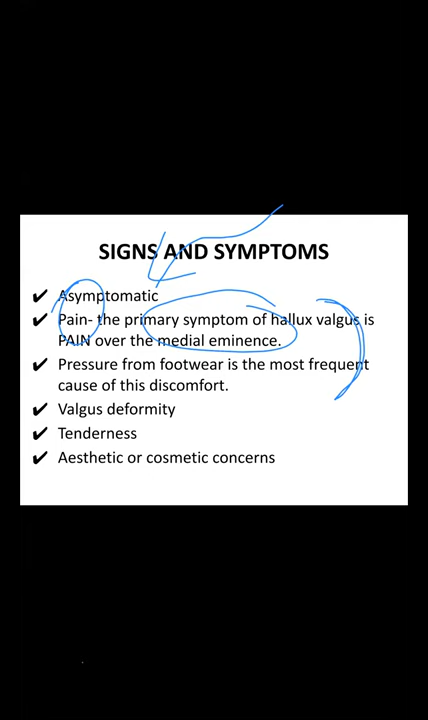 SIGNS AND SYMPTOMS
✔ Asymptomatic
✔ Pain- the primary symptom of hallux valgus is
PAIN over the medial eminence.
✔ Pressure from footwear is the most frequent
cause of this discomfort.
✔ Valgus deformity
✔ Tenderness
✔ Aesthetic or cosmetic concerns